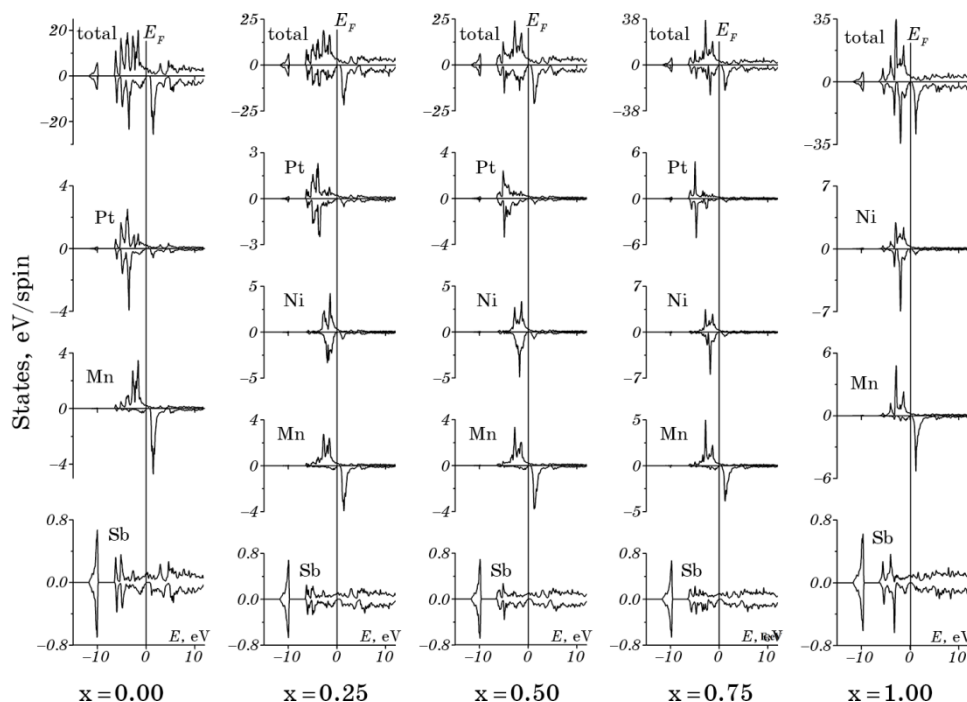 total E_F
20
0
−20
total E_F
25
0
−25
total E_F
25
0
−25
total E_F
38
0
−38
total E_F
35
0
−35
States, eV/spin
Pt
4
0
−4
Pt
3
0
−3
Pt
4
0
−4
Pt
6
0
−6
Ni
7
0
−7
Ni
5
0
−5
Ni
5
0
−5
Ni
7
0
−7
Mn
4
0
−4
Mn
4
0
−4
Mn
4
0
−4
Mn
5
0
−5
Mn
6
0
−6
Sb
0.8
0.0
−0.8
E, eV
−10 0 10
Sb
0.8
0.0
−0.8
E, eV
−10 0 10
Sb
0.8
0.0
−0.8
E, eV
−10 0 10
Sb
0.8
0.0
−0.8
E,
−10 0 10
Sb
0.8
0.0
−0.8
E, eV
−10 0 10
x=0.00 x=0.25 x=0.50 x=0.75 x=1.00